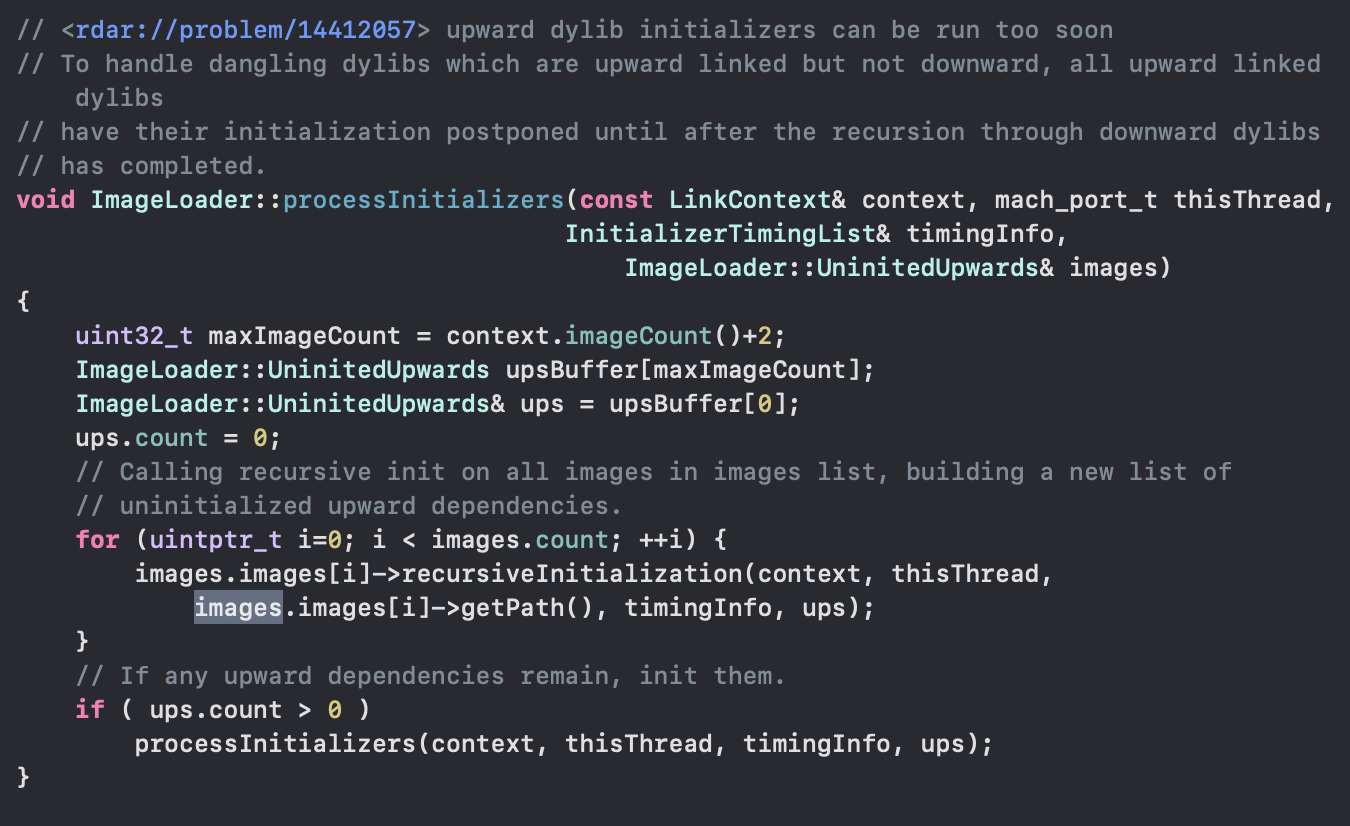 // <rdar://problem/14412057> upward dylib initializers can be run too soon
// To handle dangling dylibs which are upward linked but not downward, all upward linked
dylibs
// have their initialization postponed until after the recursion through downward dylibs
// has completed.
void ImageLoader::processInitializers(const LinkContext& context, mach_port_t thisThread,
InitializerTimingList& timingInfo,
ImageLoader::UninitedUpwards& images)
{
uint32_t maxImageCount = context.imageCount()+2;
ImageLoader::UninitedUpwards upsBuffer[maxImageCount];
ImageLoader::UninitedUpwards& ups = upsBuffer[0];
ups.count = 0;
// Calling recursive init on all images in images list, building a new list of
// uninitialized upward dependencies.
for (uintptr_t i=0; i < images.count; ++i) {
images.images[i]->recursiveInitialization(context, thisThread,
images.images[i]->getPath(), timingInfo, ups);
}
// If any upward dependencies remain, init them.
if ( ups.count > 0 )
processInitializers(context, thisThread, timingInfo, ups);
}